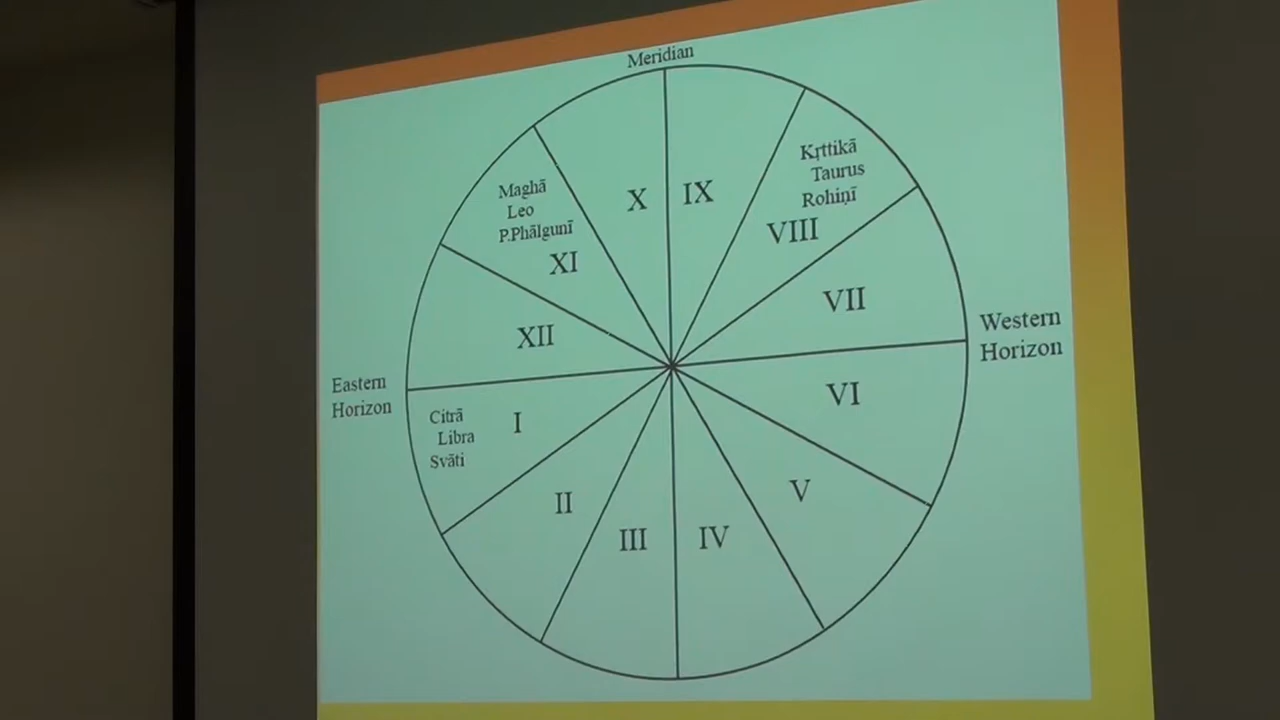 Meridian
Kṛttikā
Taurus
Rohiṇī
VIII
IX
X
Maghā
Leo
P.Phālgunī
XI
VII
Western
Horizon
XII
Eastern
Horizon
Citrā
Libra
Svāti
I
VI
II
V
III
IV